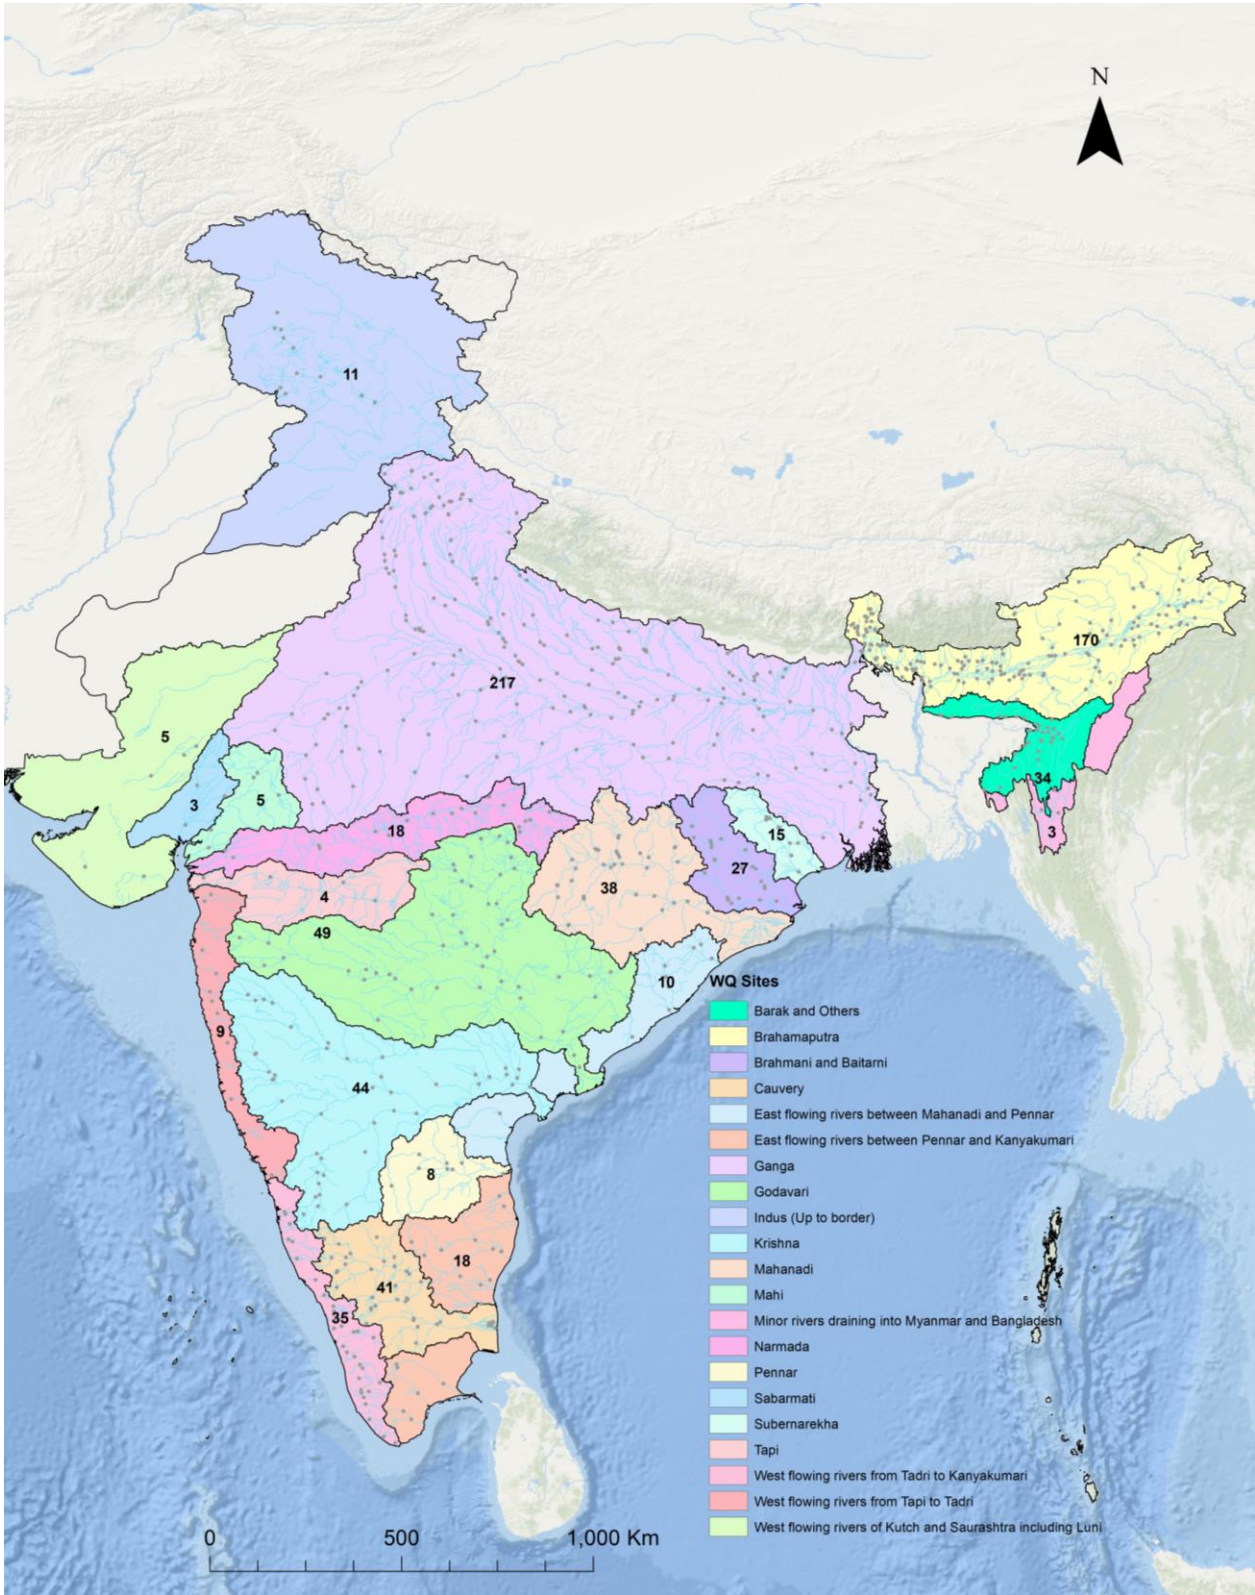 N
11
217
170
5
3
5
34
3
18
15
27
38
4
49
10
9
44
8
18
41
35
WQ Sites
Barak and Others
Brahamaputra
Brahmani and Baitarni
Cauvery
East flowing rivers between Mahanadi and Pennar
East flowing rivers between Pennar and Kanyakumari
Ganga
Godavari
Indus (Up to border)
Krishna
Mahanadi
Mahi
Minor rivers draining into Myanmar and Bangladesh
Narmada
Pennar
Sabarmati
Subernarekha
Tapi
West flowing rivers from Tadri to Kanyakumari
West flowing rivers from Tapi to Tadri
West flowing rivers of Kutch and Saurashtra including Luni
0 500 1,000 Km